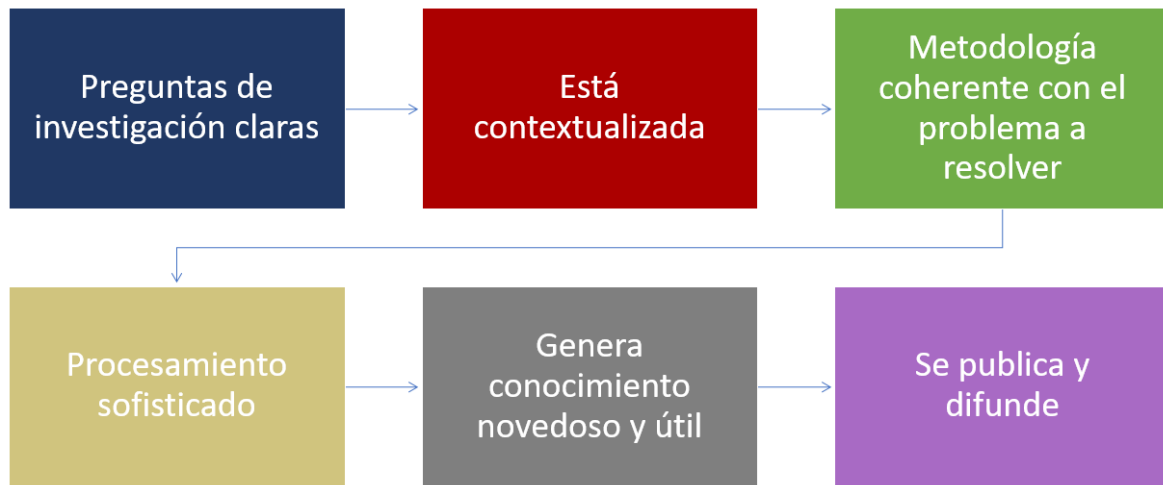 Preguntas de
investigación claras
Está
contextualizada
Metodología
coherente con el
problema a
resolver
Procesamiento
sofisticado
Genera
conocimiento
novedoso y útil
Se publica y
difunde